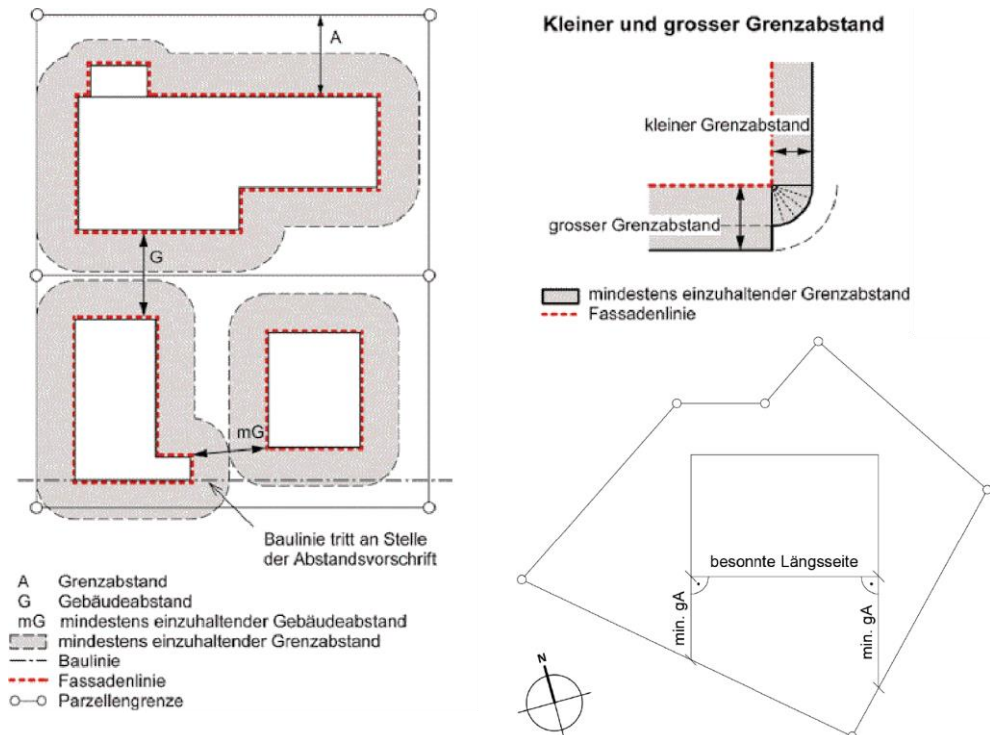 A
G
mG
Baulinie tritt an Stelle
der Abstandsvorschrift
A Grenzabstand
G Gebäudeabstand
mG mindestens einzuhaltender Gebäudeabstand
mindestens einzuhaltender Grenzabstand
Baulinie
Fassadenlinie
Parzellengrenze
Kleiner und grosser Grenzabstand
kleiner Grenzabstand
grosser Grenzabstand
mindestens einzuhaltender Grenzabstand
Fassadenlinie
besonnte Längsseite
min. gA
min. gA
N